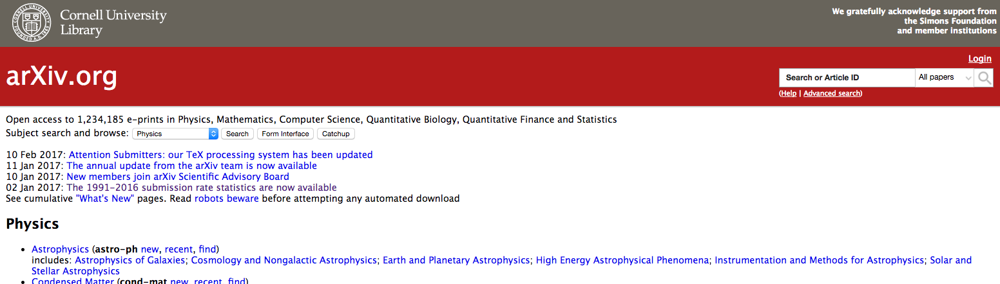 Cornell University
Library
We gratefully acknowledge support from
the Simons Foundation
and member institutions
arXiv.org
Login
Search or Article ID
All papers
(Help | Advanced search)
Open access to 1,234,185 e-prints in Physics, Mathematics, Computer Science, Quantitative Biology, Quantitative Finance and Statistics
Subject search and browse: Physics Search Form Interface Catchup
10 Feb 2017: Attention Submitters: our TeX processing system has been updated
11 Jan 2017: The annual update from the arXiv team is now available
10 Jan 2017: New members join arXiv Scientific Advisory Board
02 Jan 2017: The 1991-2016 submission rate statistics are now available
See cumulative "What's New" pages. Read robots beware before attempting any automated download
Physics
• Astrophysics (astro-ph new, recent, find)
includes: Astrophysics of Galaxies; Cosmology and Nongalactic Astrophysics; Earth and Planetary Astrophysics; High Energy Astrophysical Phenomena; Instrumentation and Methods for Astrophysics; Solar and
Stellar Astrophysics
• Condensed Matter (cond-mat new, recent, find)